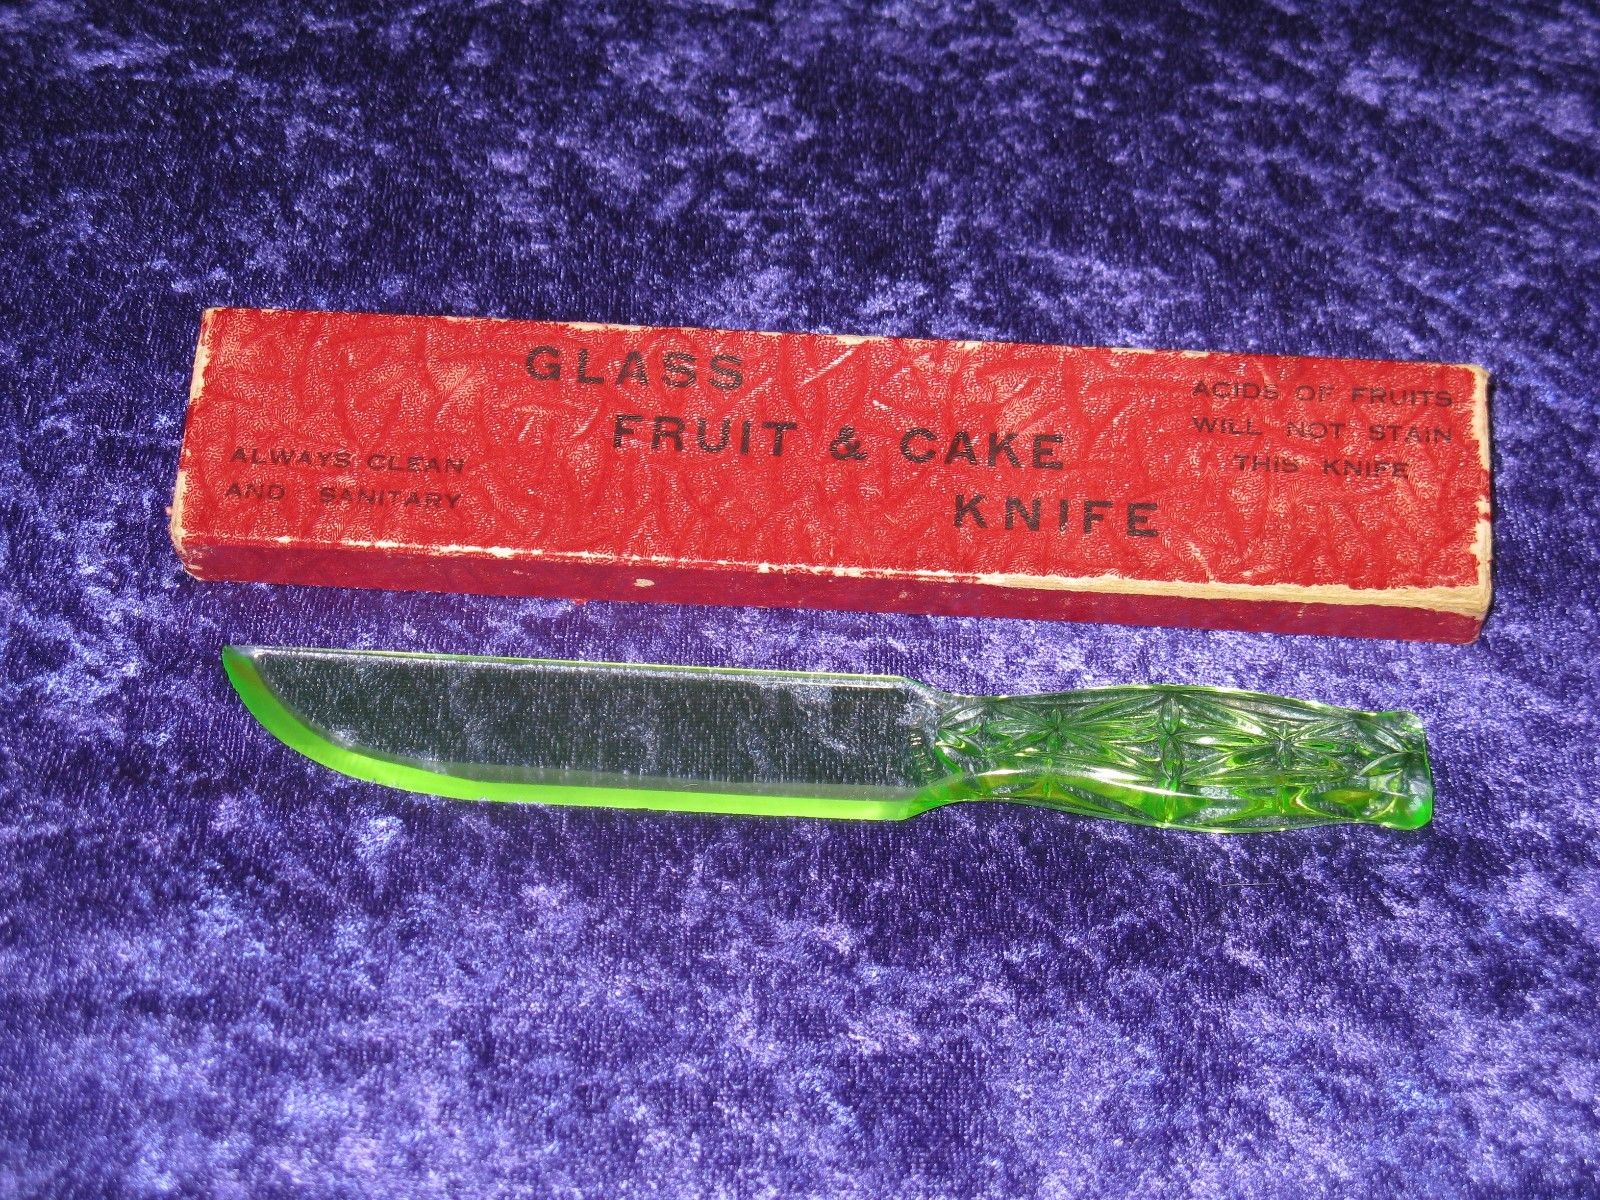 GLASS
FRUIT & CAKE
KNIFE
ALWAYS CLEAN
AND SANITARY
ACIDS OF FRUITS
WILL NOT STAIN
THIS KNIFE